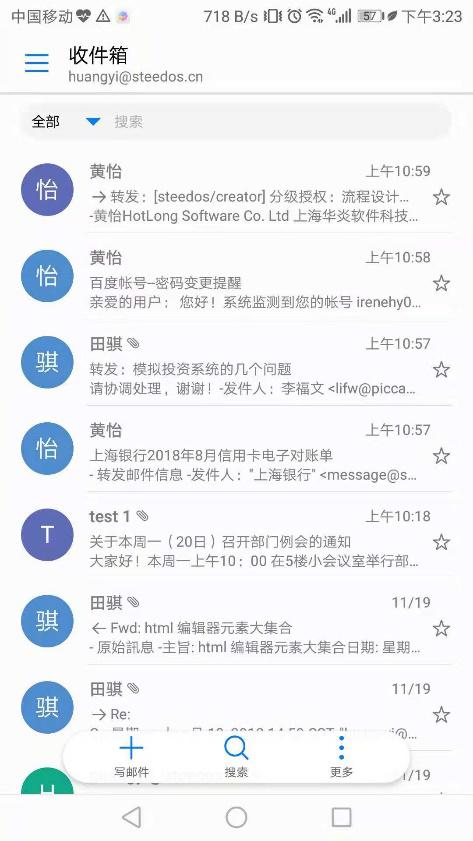 中国移动 718 B/s 4G 57 下午3:23
收件箱
huangyi@steedos.cn
全部 搜索
怡 黄怡 上午10:59
→ 转发：[steedos/creator] 分级授权：流程设计...
-黄怡HotLong Software Co. Ltd 上海华炎软件科技...
怡 黄怡 上午10:58
百度帐号--密码变更提醒
亲爱的用户： 您好！系统监测到您的帐号 irenehy0...
骐 田骐 上午10:57
转发：模拟投资系统的几个问题
请协调处理，谢谢！-发件人：李福文 <lifw@picca...
怡 黄怡 上午10:57
上海银行2018年8月信用卡电子对账单
- 转发邮件信息 -发件人："上海银行" <message@s...
T test 1 上午10:18
关于本周一（20日）召开部门例会的通知
大家好！本周一上午10：00 在5楼小会议室举行部...
骐 田骐 11/19
← Fwd: html 编辑器元素大集合
- 原始訊息 -主旨: html 编辑器元素大集合日期: 星期...
骐 田骐 11/19
→ Re:
H 11/19
写邮件 搜索 更多